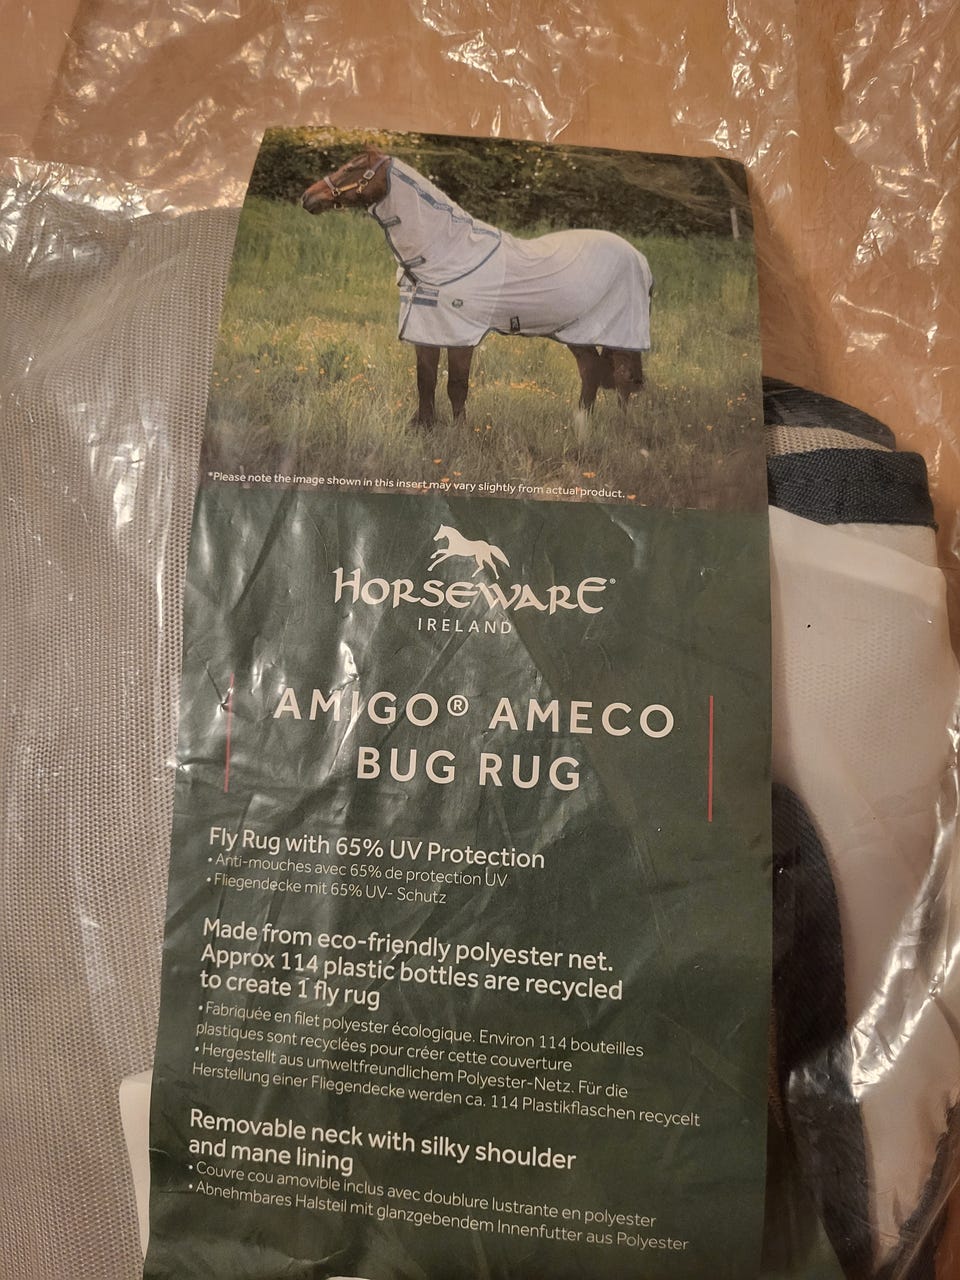 *Please note the image shown in this insert may vary slightly from actual product.
HORSEWARE®
IRELAND
AMIGO® AMECO
BUG RUG
Fly Rug with 65% UV Protection
• Anti-mouches avec 65% de protection UV
• Fliegendecke mit 65% UV- Schutz
Made from eco-friendly polyester net.
Approx 114 plastic bottles are recycled
to create 1 fly rug
• Fabriquée en filet polyester écologique. Environ 114 bouteilles
plastiques sont recyclées pour créer cette couverture
• Hergestellt aus umweltfreundlichem Polyester-Netz. Für die
Herstellung einer Fliegendecke werden ca. 114 Plastikflaschen recycelt
Removable neck with silky shoulder
and mane lining
• Couvre cou amovible inclus avec doublure lustrante en polyester
• Abnehmbares Halsteil mit glanzgebendem Innenfutter aus Polyester